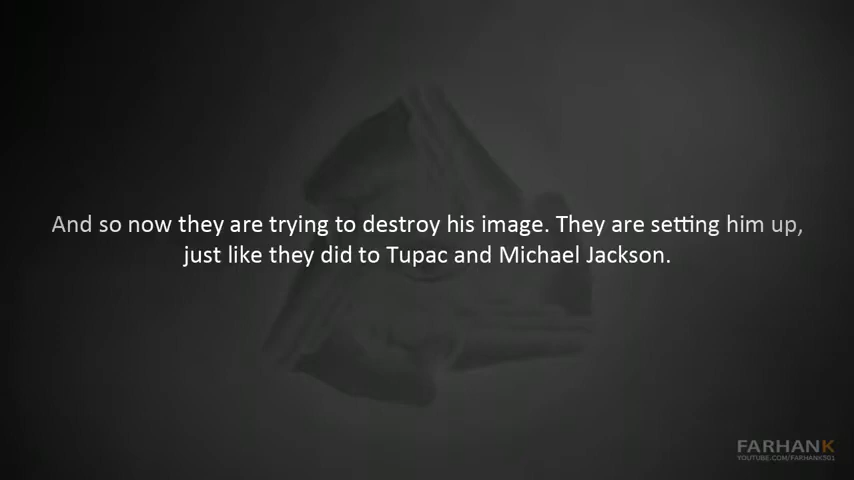 And so now they are trying to destroy his image. They are setting him up,
just like they did to Tupac and Michael Jackson.
FARHANK
YOUTUBE.COM/FARHANK501